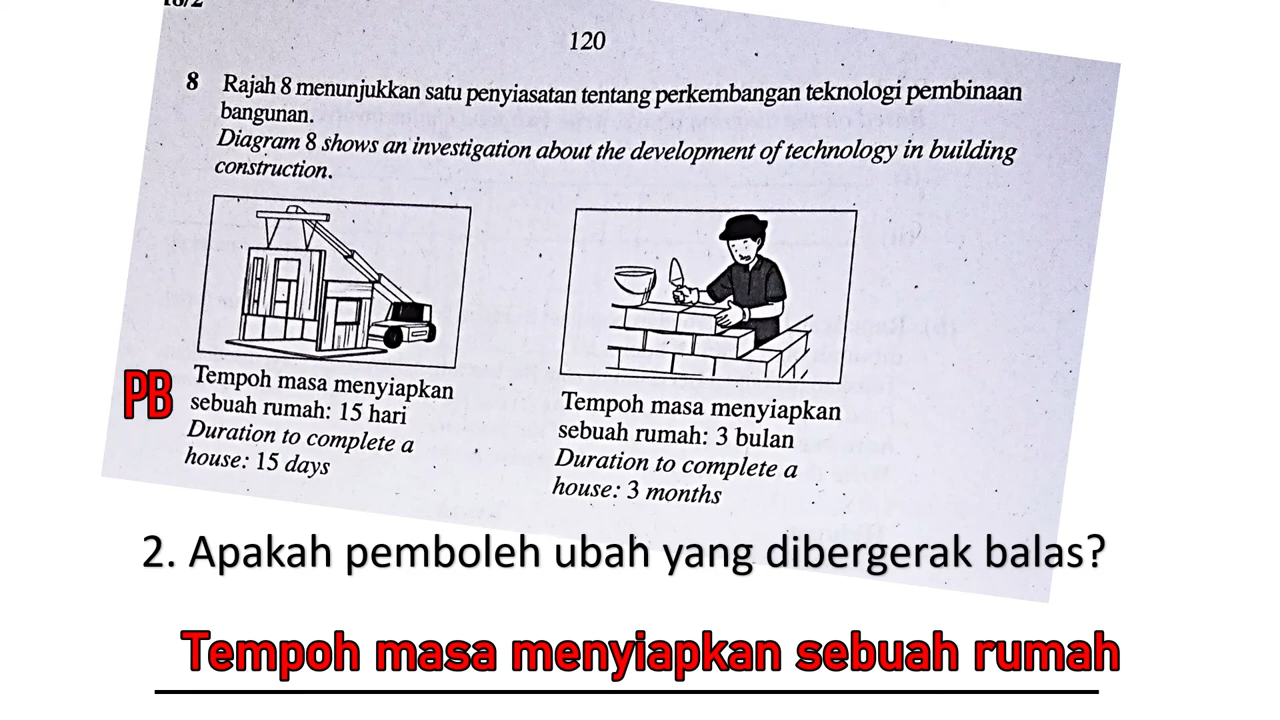 120
8 Rajah 8 menunjukkan satu penyiasatan tentang perkembangan teknologi pembinaan
bangunan.
Diagram 8 shows an investigation about the development of technology in building
construction.
PB
Tempoh masa menyiapkan
sebuah rumah: 15 hari
Duration to complete a
house: 15 days
Tempoh masa menyiapkan
sebuah rumah: 3 bulan
Duration to complete a
house: 3 months
2. Apakah pemboleh ubah yang dibergerak balas?
Tempoh masa menyiapkan sebuah rumah